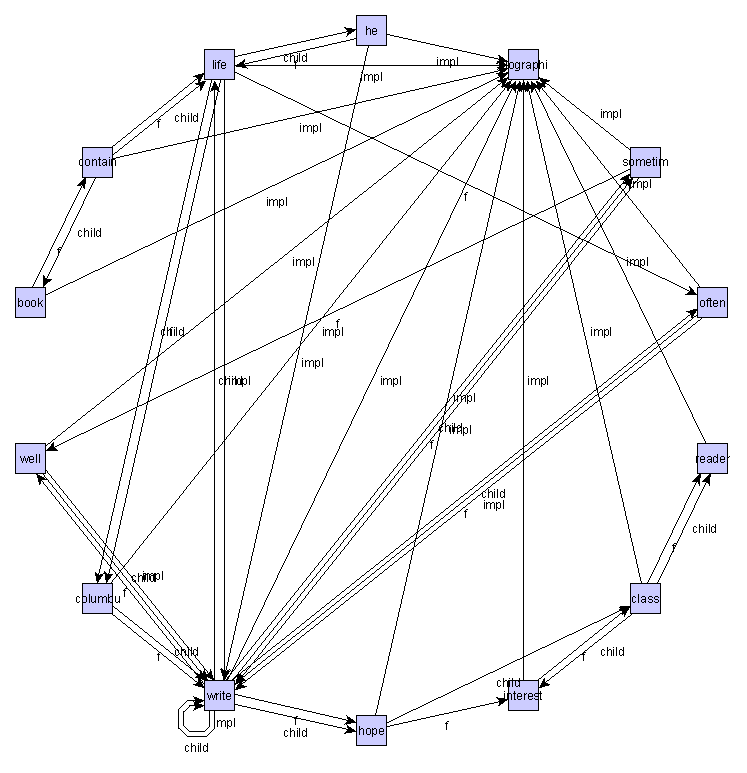 he
life
ographi
child
f
impl
impl
contain
f
child
impl
impl
sometim
impl
book
f
child
impl
f
impl
impl
often
child
f
impl
impl
impl
child
impl
impl
impl
impl
child
impl
f
well
reader
child
impl
f
f
child
child
impl
f
columbu
class
f
child
f
child
write
impl
child
interest
f
child
hope
f
child